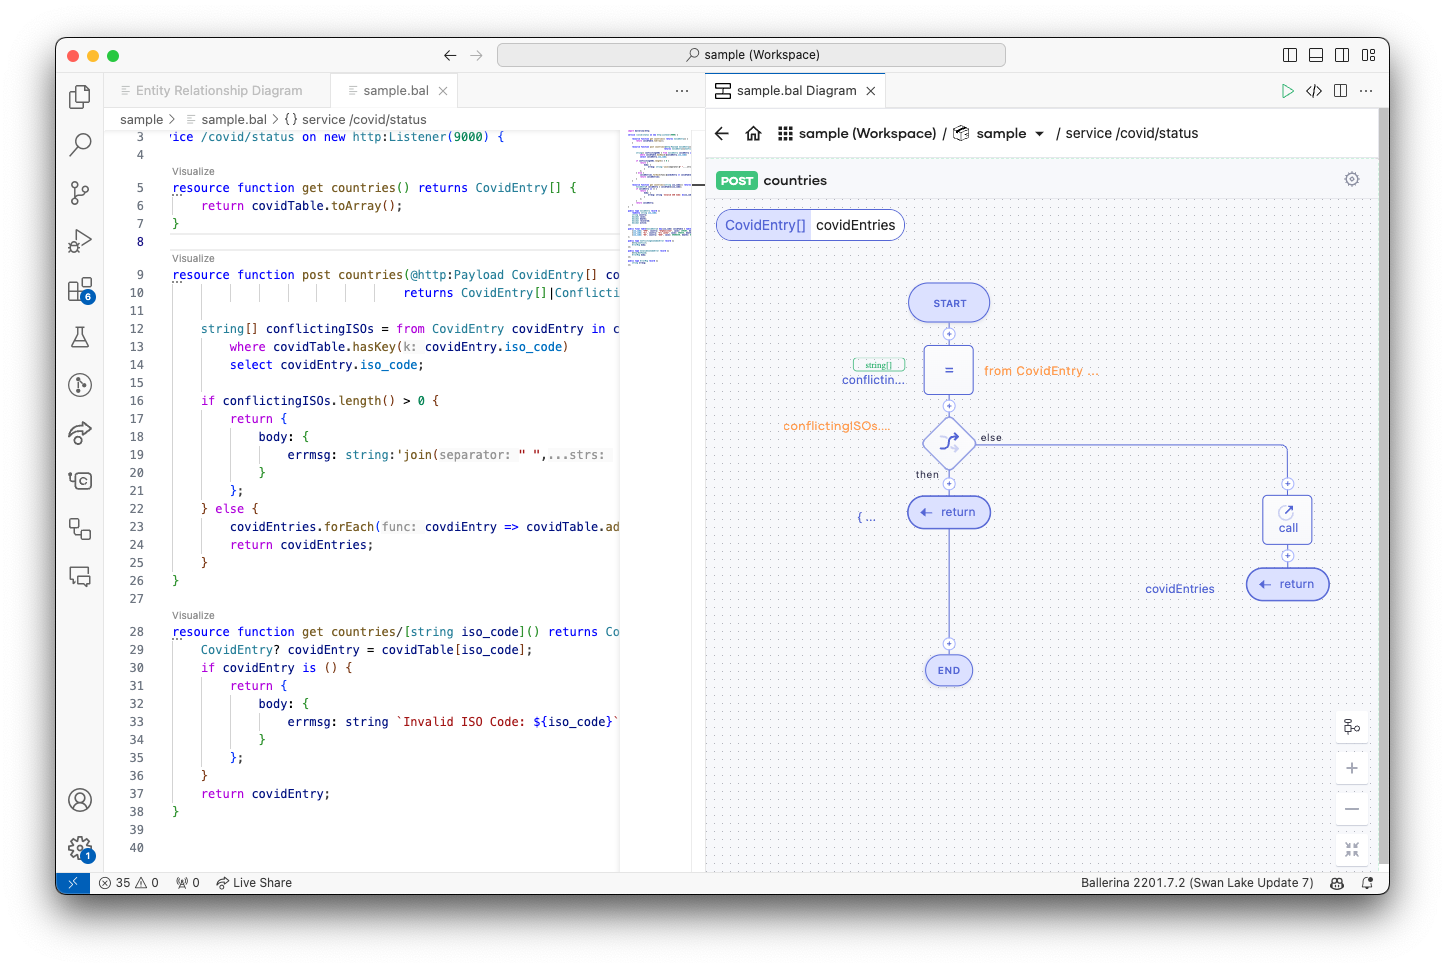 sample (Workspace)
Entity Relationship Diagram
sample.bal
sample.bal Diagram
sample > sample.bal > {} service /covid/status
sample (Workspace) / sample / service /covid/status
3 vice /covid/status on new http:Listener(9000) {
4
Visualize
5 resource function get countries() returns CovidEntry[] {
6 return covidTable.toArray();
7 }
8
Visualize
9 resource function post countries(@http:Payload CovidEntry[] co
10 returns CovidEntry[]|Conflicti
11
12 string[] conflictingISOs = from CovidEntry covidEntry in c
13 where covidTable.hasKey(k: covidEntry.iso_code)
14 select covidEntry.iso_code;
15
16 if conflictingISOs.length() > 0 {
17 return {
18 body: {
19 errmsg: string:'join(separator: " ",...strs:
20 }
21 };
22 } else {
23 covidEntries.forEach(func: covdiEntry => covidTable.ad
24 return covidEntries;
25 }
26 }
27
Visualize
28 resource function get countries/[string iso_code]() returns Co
29 CovidEntry? covidEntry = covidTable[iso_code];
30 if covidEntry is () {
31 return {
32 body: {
33 errmsg: string `Invalid ISO Code: ${iso_code}`
34 }
35 };
36 }
37 return covidEntry;
38 }
39
40
POST countries
CovidEntry[] covidEntries
START
string[]
conflictin...
=
from CovidEntry ...
conflictingISOs....
else
then
{ ...
return
call
covidEntries
return
END
6
1
35 0 0 Live Share
Ballerina 2201.7.2 (Swan Lake Update 7)